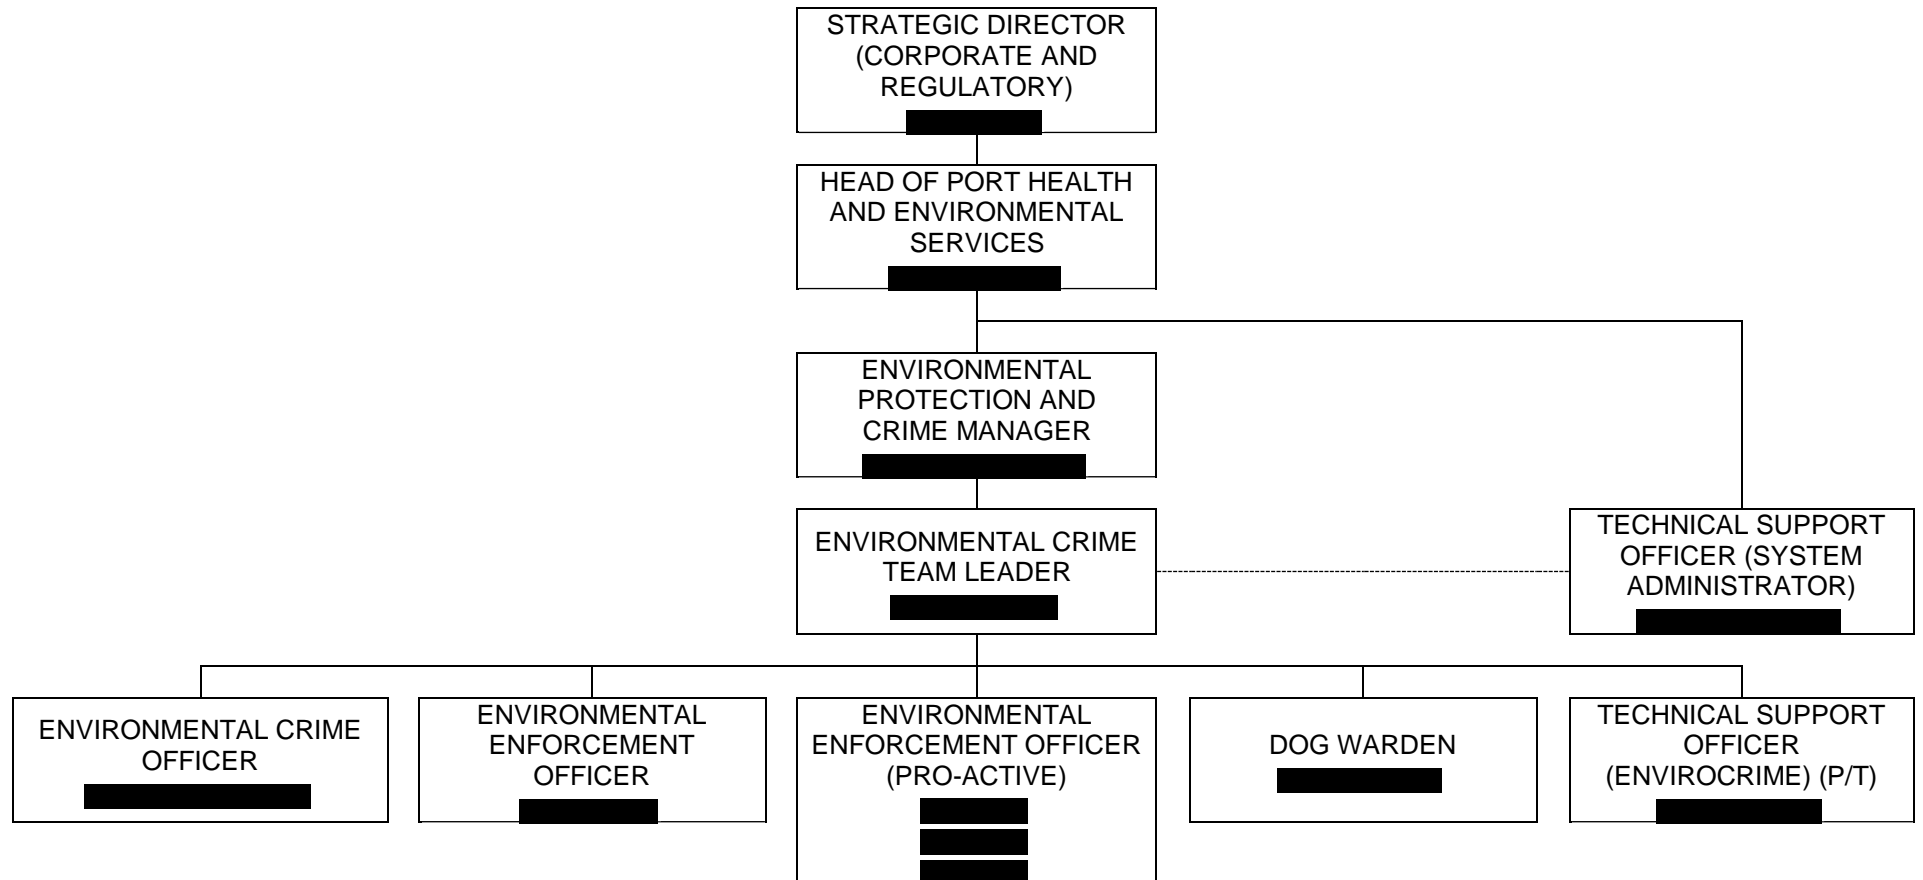 STRATEGIC DIRECTOR
(CORPORATE AND
REGULATORY)
HEAD OF PORT HEALTH
AND ENVIRONMENTAL
SERVICES
ENVIRONMENTAL
PROTECTION AND
CRIME MANAGER
ENVIRONMENTAL CRIME
TEAM LEADER
TECHNICAL SUPPORT
OFFICER (SYSTEM
ADMINISTRATOR)
ENVIRONMENTAL CRIME
OFFICER
ENVIRONMENTAL
ENFORCEMENT
OFFICER
ENVIRONMENTAL
ENFORCEMENT OFFICER
(PRO-ACTIVE)
DOG WARDEN
TECHNICAL SUPPORT
OFFICER
(ENVIROCRIME) (P/T)